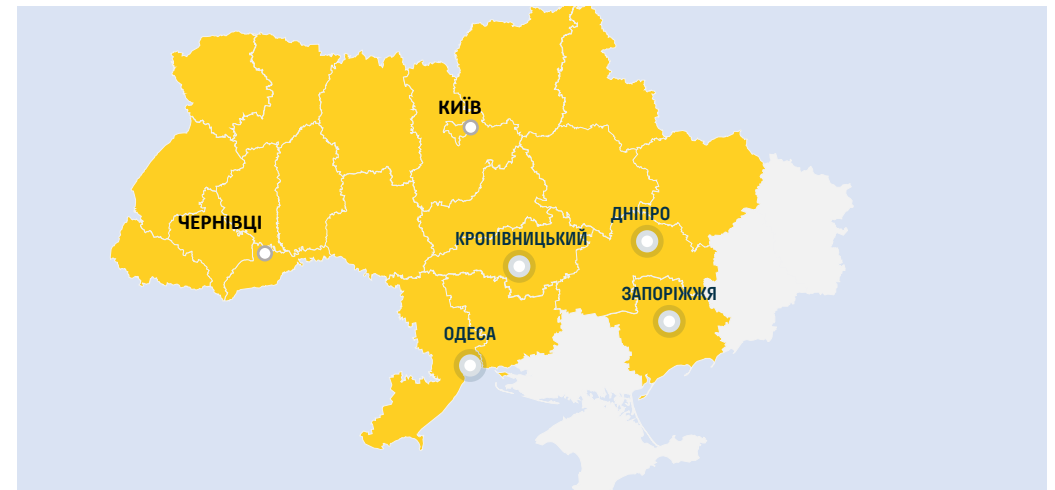 КИЇВ
ДНІПРО
ЧЕРНІВЦІ
КРОПІВНИЦЬКИЙ
ЗАПОРІЖЖЯ
ОДЕСА